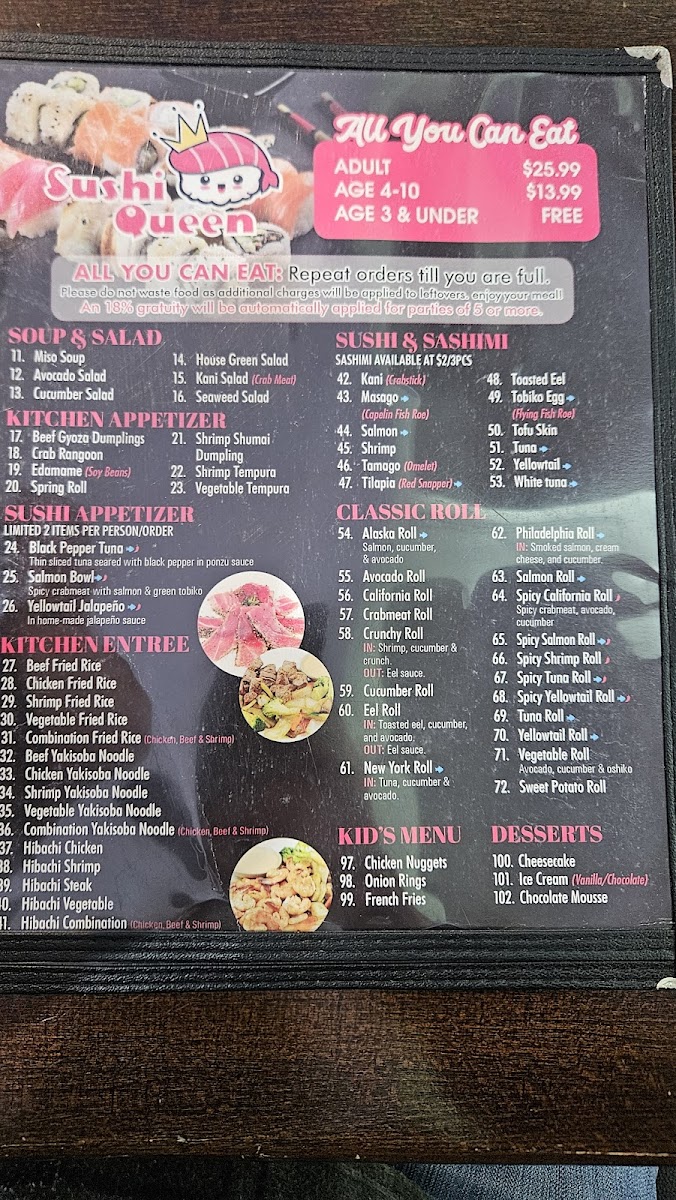 Sushi
Queen
All You Can Eat
ADULT $25.99
AGE 4-10 $13.99
AGE 3 & UNDER FREE
ALL YOU CAN EAT: Repeat orders till you are full.
Please do not waste food as additional charges will be applied to leftovers. enjoy your meal!
An 18% gratuity will be automatically applied for parties of 5 or more.
SOUP & SALAD
11. Miso Soup
12. Avocado Salad
13. Cucumber Salad
14. House Green Salad
15. Kani Salad (Crab Meat)
16. Seaweed Salad
KITCHEN APPETIZER
17. Beef Gyoza Dumplings
18. Crab Rangoon
19. Edamame (Soy Beans)
20. Spring Roll
21. Shrimp Shumai
Dumpling
22. Shrimp Tempura
23. Vegetable Tempura
SUSHI APPETIZER
LIMITED 2 ITEMS PER PERSON/ORDER
24. Black Pepper Tuna
Thin sliced tuna seared with black pepper in ponzu sauce
25. Salmon Bowl
Spicy crabmeat with salmon & green tobiko
26. Yellowtail Jalapeño
In home-made jalapeño sauce
KITCHEN ENTREE
27. Beef Fried Rice
28. Chicken Fried Rice
29. Shrimp Fried Rice
30. Vegetable Fried Rice
31. Combination Fried Rice (Chicken, Beef & Shrimp)
32. Beef Yakisoba Noodle
33. Chicken Yakisoba Noodle
34. Shrimp Yakisoba Noodle
35. Vegetable Yakisoba Noodle
36. Combination Yakisoba Noodle (Chicken, Beef & Shrimp)
37. Hibachi Chicken
38. Hibachi Shrimp
39. Hibachi Steak
40. Hibachi Vegetable
41. Hibachi Combination (Chicken, Beef & Shrimp)
SUSHI & SASHIMI
SASHIMI AVAILABLE AT $2/3PCS
42. Kani (Crabstick)
43. Masago
(Capelin Fish Roe)
44. Salmon
45. Shrimp
46. Tamago (Omelet)
47. Tilapia (Red Snapper)
48. Toasted Eel
49. Tobiko Egg
(Flying Fish Roe)
50. Tofu Skin
51. Tuna
52. Yellowtail
53. White tuna
CLASSIC ROLL
54. Alaska Roll
Salmon, cucumber,
& avocado
55. Avocado Roll
56. California Roll
57. Crabmeat Roll
58. Crunchy Roll
IN: Shrimp, cucumber &
crunch.
OUT: Eel sauce.
59. Cucumber Roll
60. Eel Roll
IN: Toasted eel, cucumber,
and avocado.
OUT: Eel sauce.
61. New York Roll
IN: Tuna, cucumber &
avocado.
62. Philadelphia Roll
IN: Smoked salmon, cream
cheese, and cucumber.
63. Salmon Roll
64. Spicy California Roll
Spicy crabmeat, avocado,
cucumber
65. Spicy Salmon Roll
66. Spicy Shrimp Roll
67. Spicy Tuna Roll
68. Spicy Yellowtail Roll
69. Tuna Roll
70. Yellowtail Roll
71. Vegetable Roll
Avocado, cucumber & oshiko
72. Sweet Potato Roll
KID'S MENU
97. Chicken Nuggets
98. Onion Rings
99. French Fries
DESSERTS
100. Cheesecake
101. Ice Cream (Vanilla/Chocolate)
102. Chocolate Mousse